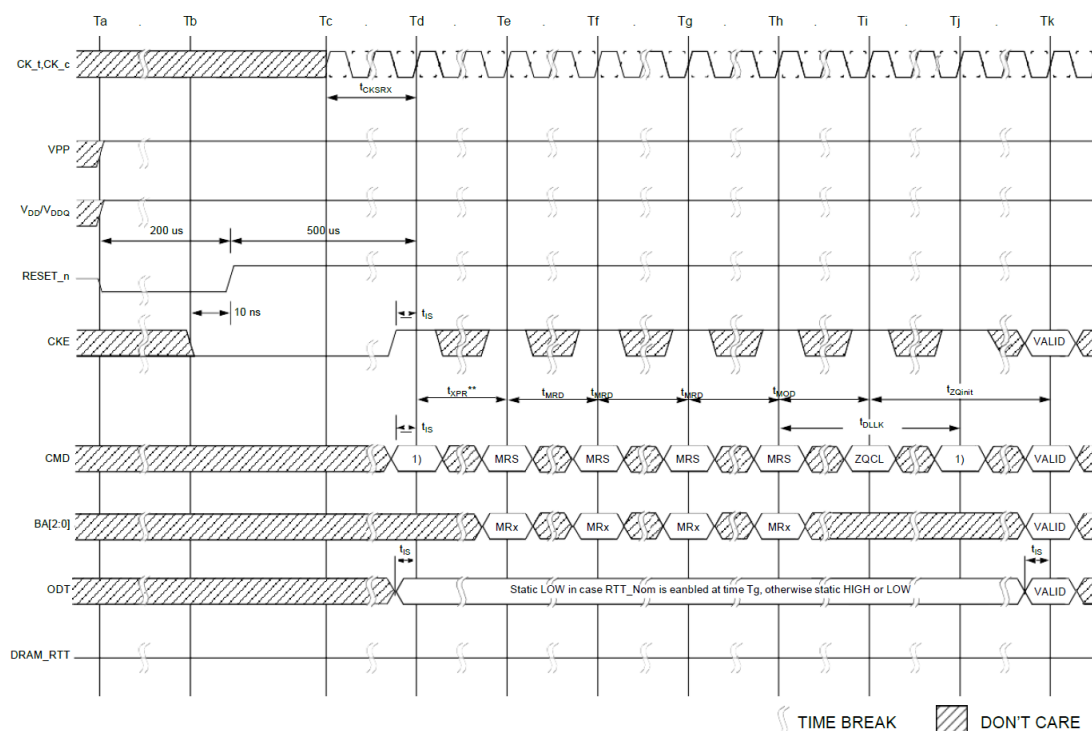 Ta . Tb Tc . Td . Te . Tf . Tg . Th . Ti . Tj . Tk
CK_t,CK_c
tCKSRX
VPP
VDD/VDDQ
200 us 500 us
RESET_n
10 ns tIS
CKE VALID
tXPR** tMRD tMRD tMRD tMOD tZQinit
tIS tDLLK
CMD 1) MRS MRS MRS MRS ZQCL 1) VALID
BA[2:0] MRx MRx MRx MRx VALID
tIS tIS
ODT Static LOW in case RTT_Nom is eanbled at time Tg, otherwise static HIGH or LOW VALID
DRAM_RTT
TIME BREAK DON'T CARE